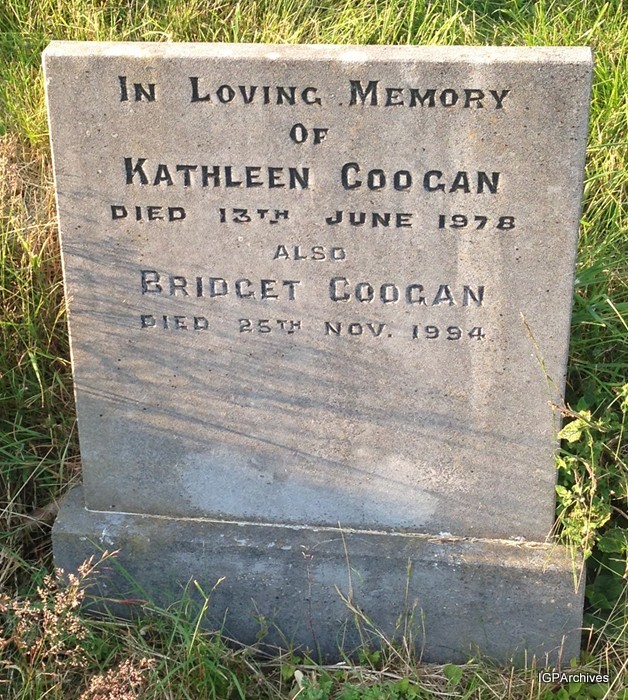 In Loving Memory
Of
Kathleen Coogan
DIED 13TH JUNE 1978
ALSO
Bridget Coogan
DIED 25TH NOV. 1994
IGPArchives